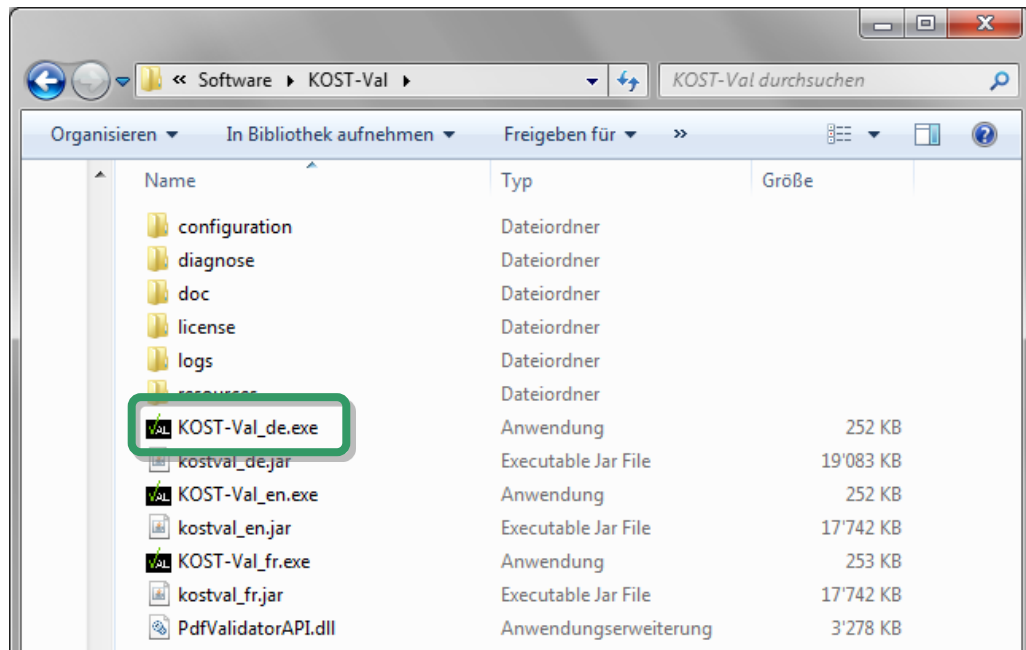 « Software ▸ KOST-Val ▸ KOST-Val durchsuchen
Organisieren ▾ In Bibliothek aufnehmen ▾ Freigeben für ▾ »
Name Typ Größe
configuration Dateiordner
diagnose Dateiordner
doc Dateiordner
license Dateiordner
logs Dateiordner
resources Dateiordner
KOST-Val_de.exe Anwendung 252 KB
kostval_de.jar Executable Jar File 19'083 KB
KOST-Val_en.exe Anwendung 252 KB
kostval_en.jar Executable Jar File 17'742 KB
KOST-Val_fr.exe Anwendung 253 KB
kostval_fr.jar Executable Jar File 17'742 KB
PdfValidatorAPI.dll Anwendungserweiterung 3'278 KB